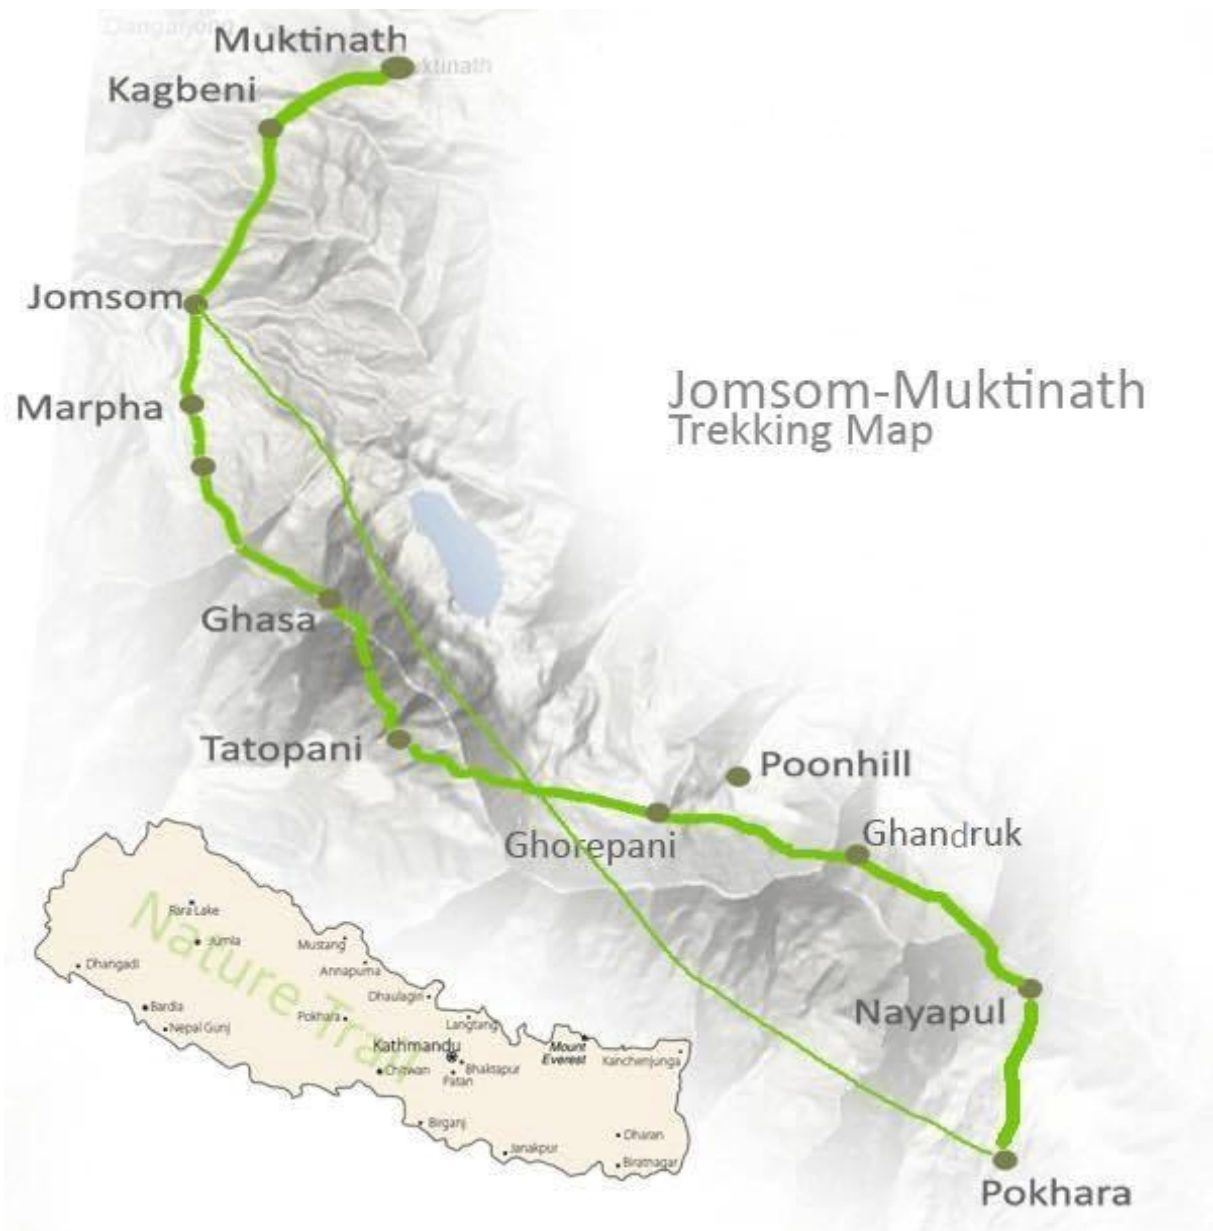 Dangarjong
Muktinath
Muktinath
Kagbeni
Jomsom
Jomsom-Muktinath
Trekking Map
Marpha
Ghasa
Tatopani
Poonhill
Ghorepani
Ghandruk
Nayapul
Pokhara
Nature Trail
Rara Lake
Jumla
Dhangadi
Mustang
Annapurna
Dhaulagiri
Bardia
Nepal Gunj
Pokhara
Langtang
Kathmandu
Mount
Everest
Kanchenjunga
Chitwan
Bhaktapur
Patan
Birganj
Janakpur
Dharan
Biratnagar